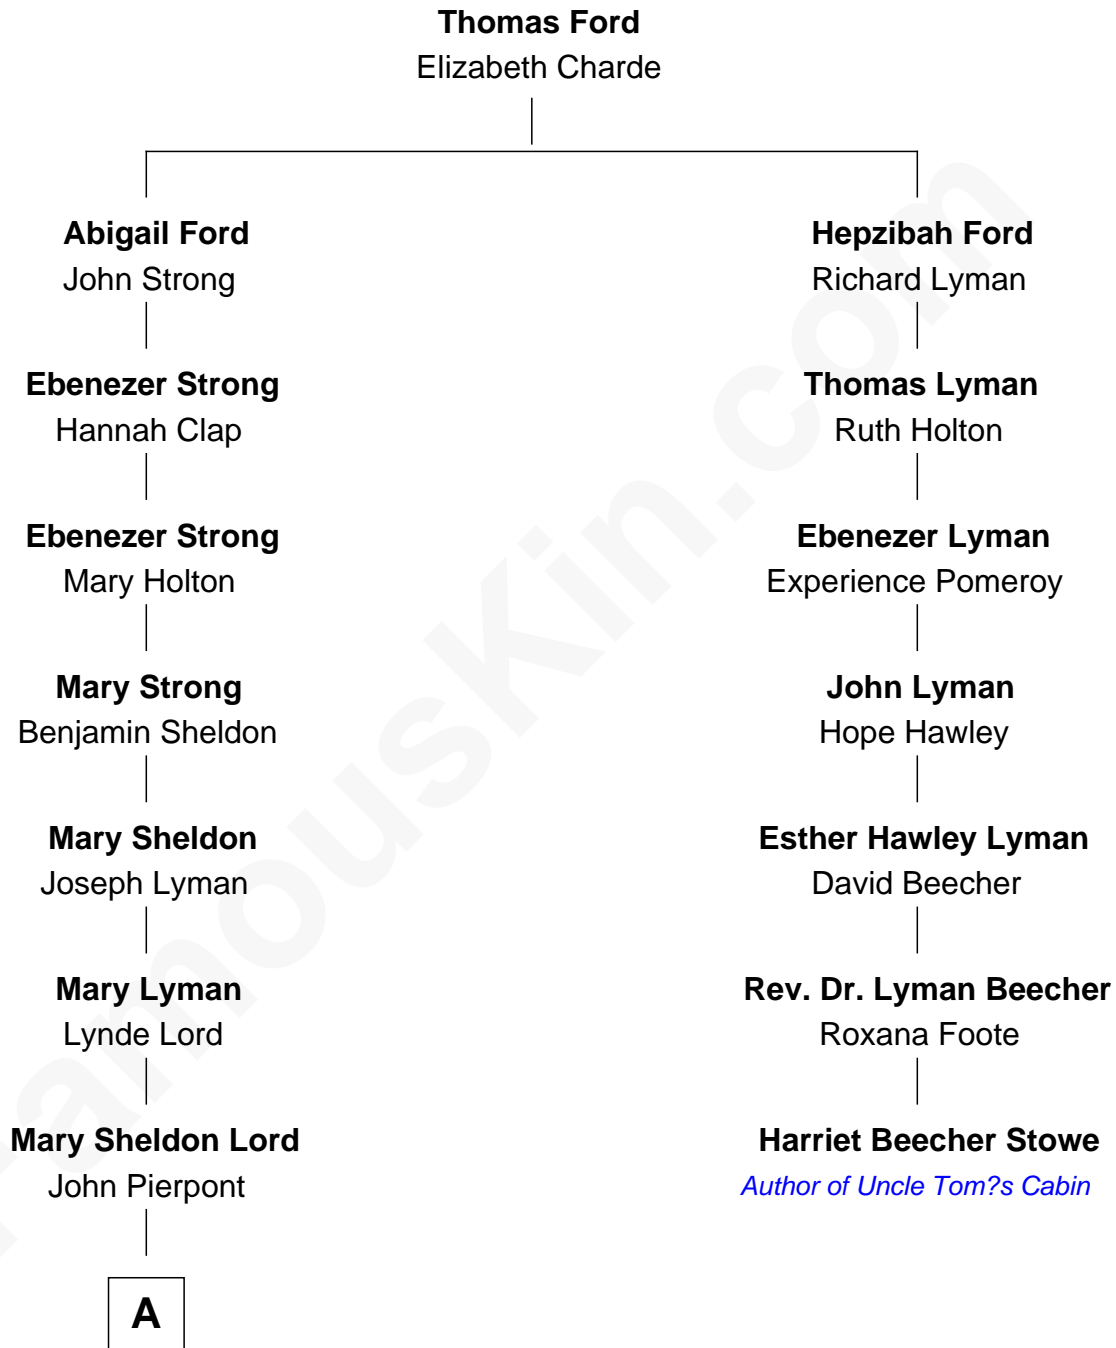 Thomas Ford
Elizabeth Charde
Abigail Ford
John Strong
Hepzibah Ford
Richard Lyman
Ebenezer Strong
Hannah Clap
Thomas Lyman
Ruth Holton
Ebenezer Strong
Mary Holton
Ebenezer Lyman
Experience Pomeroy
Mary Strong
Benjamin Sheldon
John Lyman
Hope Hawley
Mary Sheldon
Joseph Lyman
Esther Hawley Lyman
David Beecher
Mary Lyman
Lynde Lord
Rev. Dr. Lyman Beecher
Roxana Foote
Mary Sheldon Lord
John Pierpont
Harriet Beecher Stowe
Author of Uncle Tom?s Cabin
A
FamousKin.com